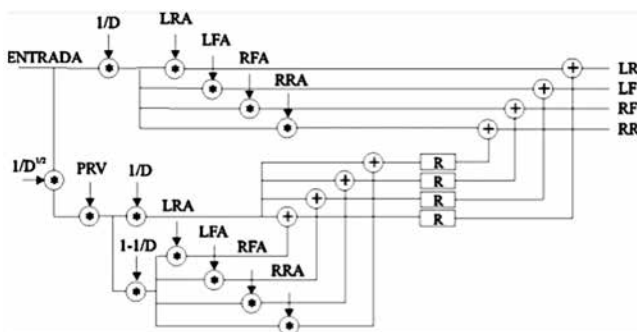 1/D
LRA
LFA
RFA
RRA
ENTRADA
LR
LF
RF
RR
1/D^1/2
PRV
1/D
R
R
R
R
LRA
LFA
RFA
RRA
1-1/D